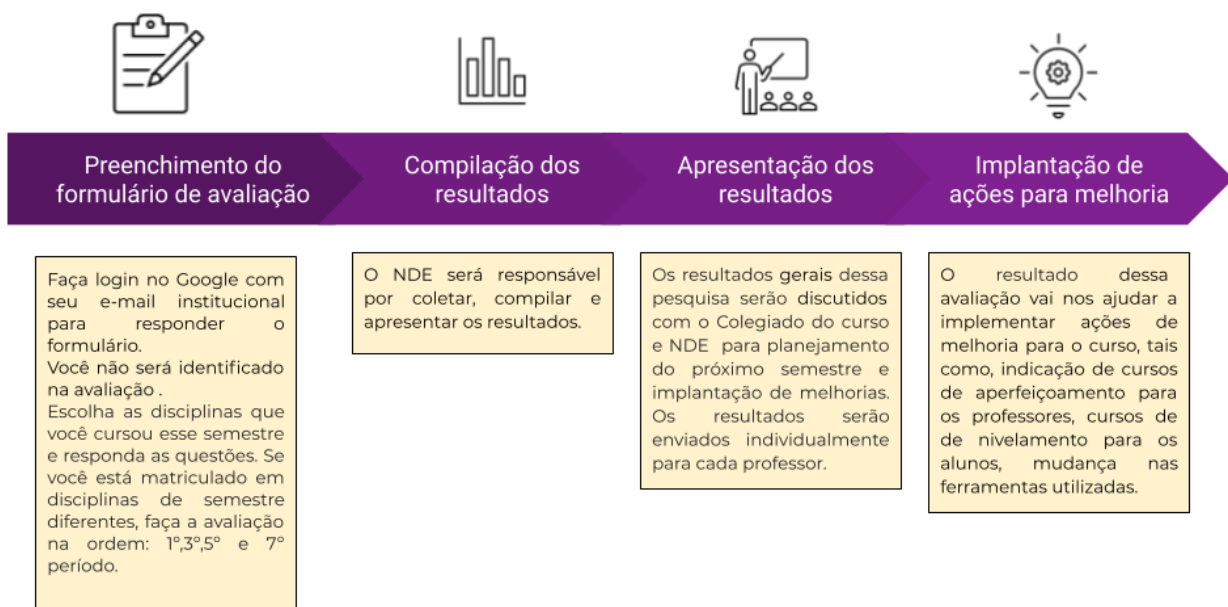 Preenchimento do
formulário de avaliação
Compilação dos
resultados
Apresentação dos
resultados
Implantação de
ações para melhoria
Faça login no Google com
seu e-mail institucional
para responder o
formulário.
Você não será identificado
na avaliação .
Escolha as disciplinas que
você cursou esse semestre
e responda as questões. Se
você está matriculado em
disciplinas de semestre
diferentes, faça a avaliação
na ordem: 1º,3º,5º e 7º
período.
O NDE será responsável
por coletar, compilar e
apresentar os resultados.
Os resultados gerais dessa
pesquisa serão discutidos
com o Colegiado do curso
e NDE para planejamento
do próximo semestre e
implantação de melhorias.
Os resultados serão
enviados individualmente
para cada professor.
O resultado dessa
avaliação vai nos ajudar a
implementar ações de
melhoria para o curso, tais
como, indicação de cursos
de aperfeiçoamento para
os professores, cursos de
de nivelamento para os
alunos, mudança nas
ferramentas utilizadas.